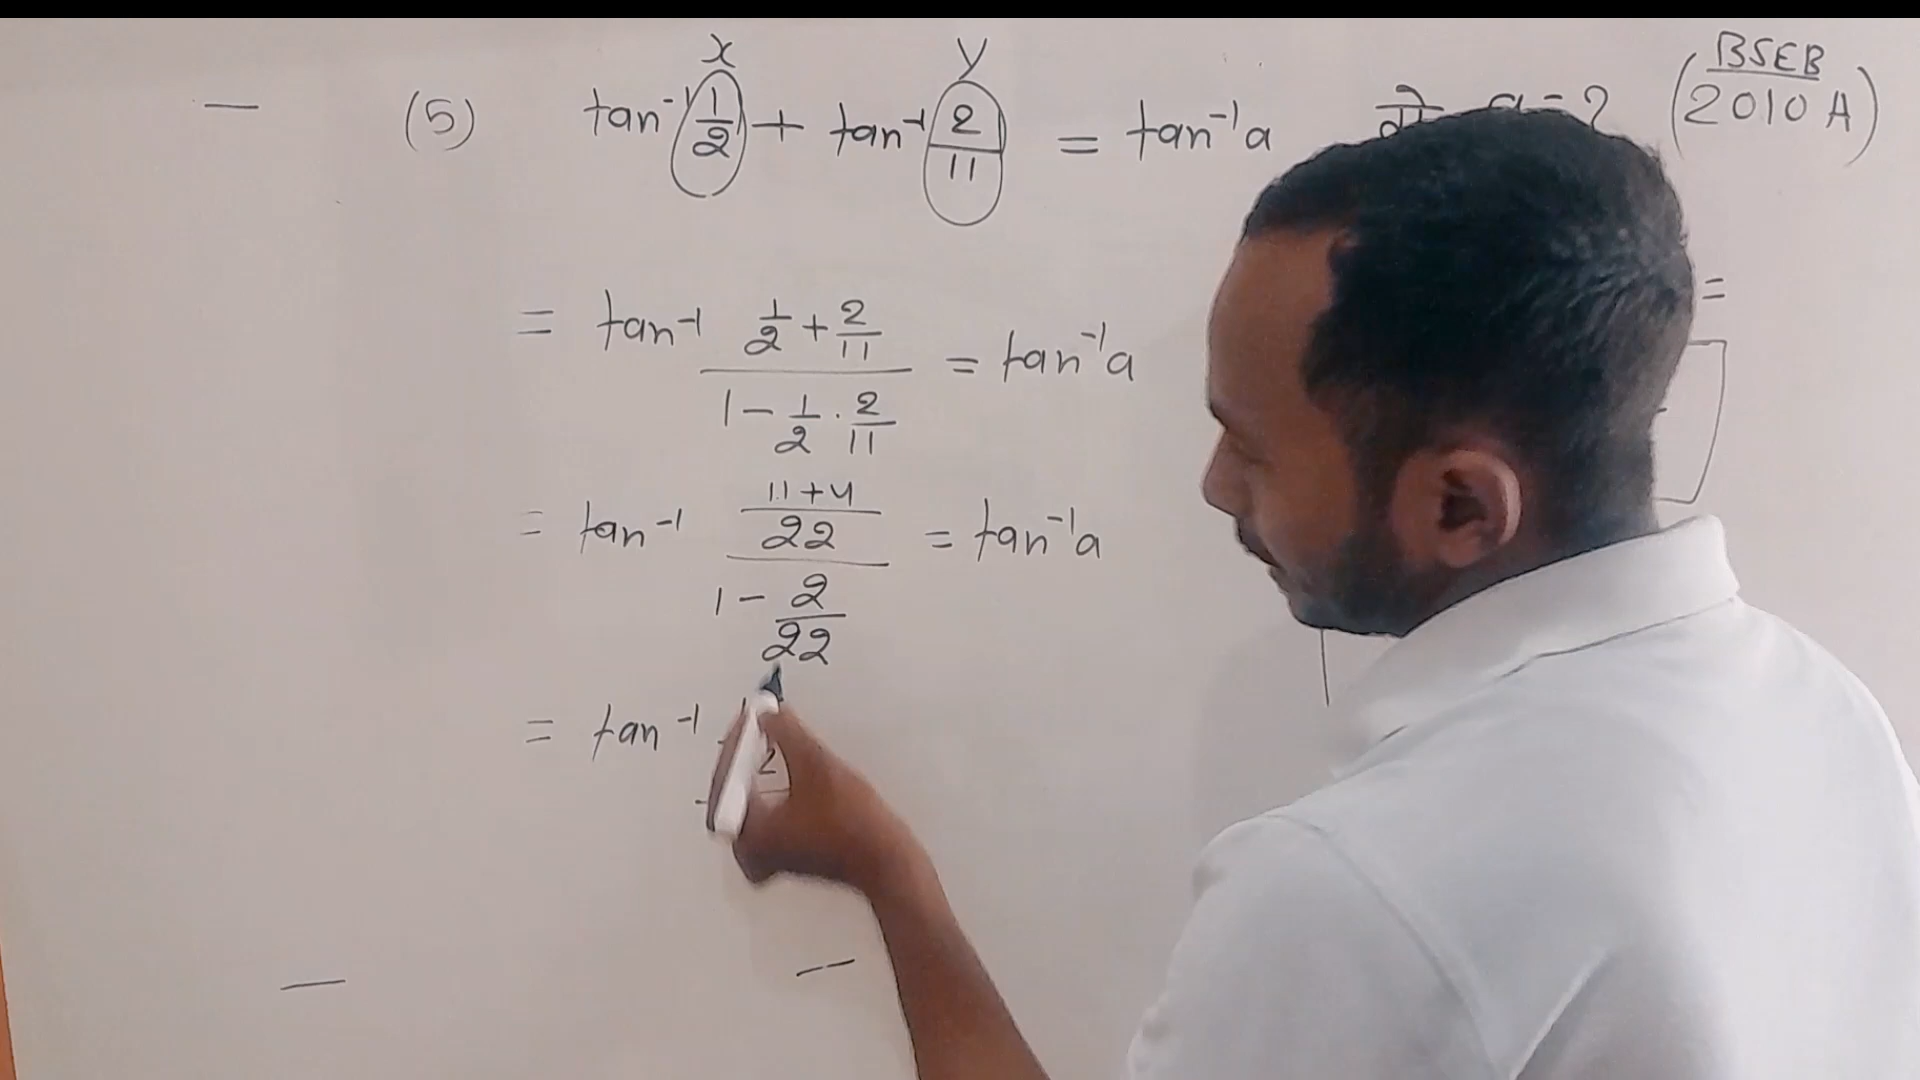 x y
(5) tan⁻¹ 1/2 + tan⁻¹ 2/11 = tan⁻¹a a = ? (BSEB 2010 A)
= tan⁻¹ (1/2 + 2/11)/(1 - 1/2 · 2/11) = tan⁻¹a
= tan⁻¹ ((11+4)/22)/(1 - 2/22) = tan⁻¹a
= tan⁻¹